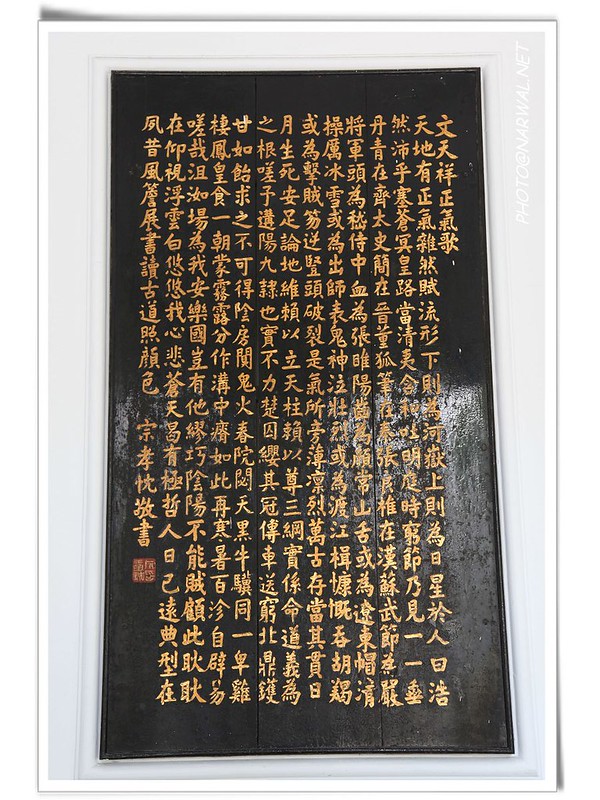 文天祥正氣歌
天地有正氣雜然賦流形下則為河嶽上則為日星於人曰浩
然沛乎塞蒼冥皇路當清夷含和吐明庭時窮節乃見一一垂
丹青在齊太史簡在晉董狐筆在秦張良椎在漢蘇武節為嚴
將軍頭為嵇侍中血為張睢陽齒為顏常山舌或為遼東帽清
操厲冰雪或為出師表鬼神泣壯烈或為渡江楫慷慨吞胡羯
或為擊賊笏逆豎頭破裂是氣所旁薄凛烈萬古存當其貫日
月生死安足論地維賴以立天柱賴以尊三綱實係命道義為
之根嗟予遘陽九隸也實不力楚囚纓其冠傳車送窮北鼎鑊
甘如飴求之不可得陰房闃鬼火春院閟天黑牛驥同一皁雞
棲鳳皇食一朝蒙霧露分作溝中瘠如此再寒暑百沴自辟易
嗟哉沮洳場為我安樂國豈有他繆巧陰陽不能賊顧此耿耿
在仰視浮雲白悠悠我心悲蒼天曷有極哲人日已遠典型在
夙昔風簷展書讀古道照顏色 宗孝忱敬書
PHOTO@NARWAL.NET